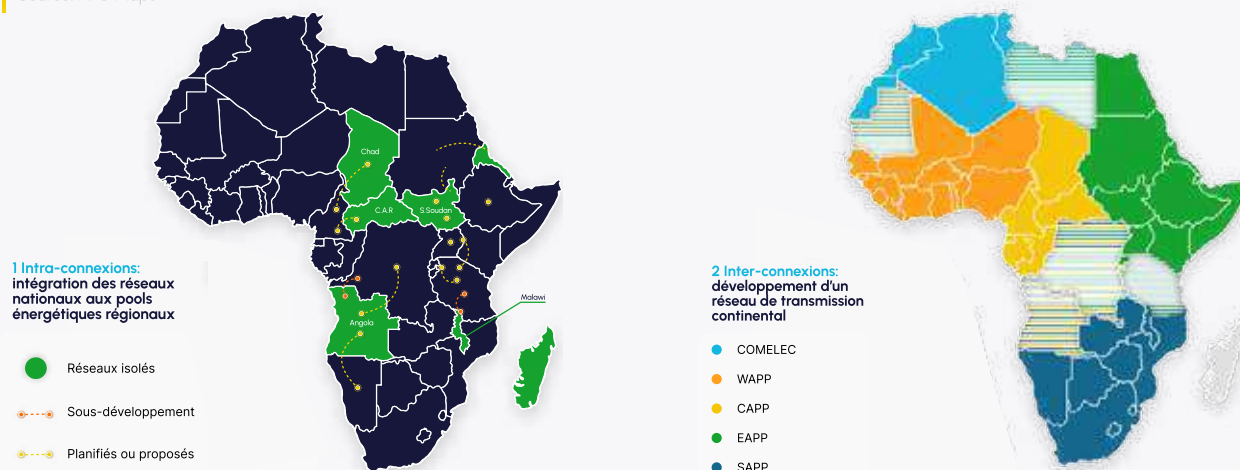 Chad
C.A.R
S.Soudan
Malawi
Angola
1 Intra-connexions:
intégration des réseaux
nationaux aux pools
énergétiques régionaux
Réseaux isolés
Sous-développement
Planifiés ou proposés
2 Inter-connexions:
développement d’un
réseau de transmission
continental
COMELEC
WAPP
CAPP
EAPP
SAPP